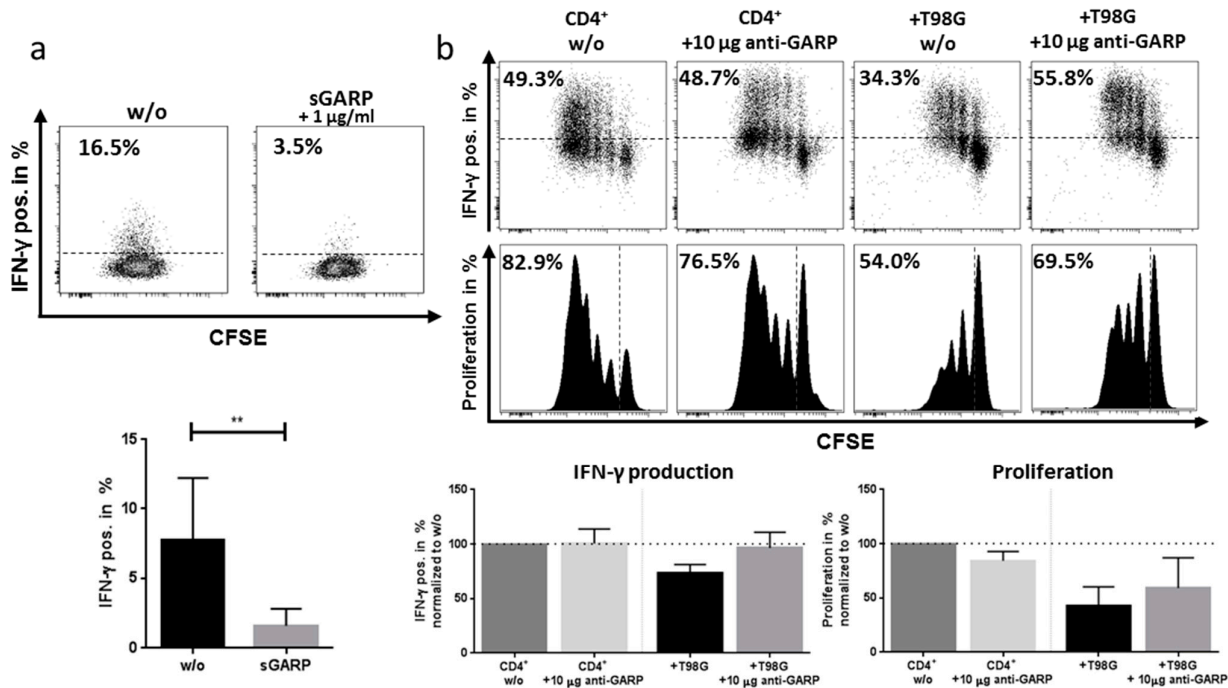 a
w/o
sGARP
+ 1 µg/ml
16.5%
3.5%
IFN-γ pos. in %
CFSE
**
IFN-γ pos. in %
15
10
5
0
w/o
sGARP
b
CD4⁺
w/o
CD4⁺
+10 µg anti-GARP
+T98G
w/o
+T98G
+10 µg anti-GARP
IFN-γ pos. in %
49.3%
48.7%
34.3%
55.8%
Proliferation in %
82.9%
76.5%
54.0%
69.5%
CFSE
IFN-γ production
IFN-γ pos. in %
normalized to w/o
150
100
50
0
CD4⁺
w/o
CD4⁺
+10 µg anti-GARP
+T98G
+T98G
+10 µg anti-GARP
Proliferation
Proliferation in %
normalized to w/o
150
100
50
0
CD4⁺
w/o
CD4⁺
+10 µg anti-GARP
+T98G
+T98G
+ 10µg anti-GARP